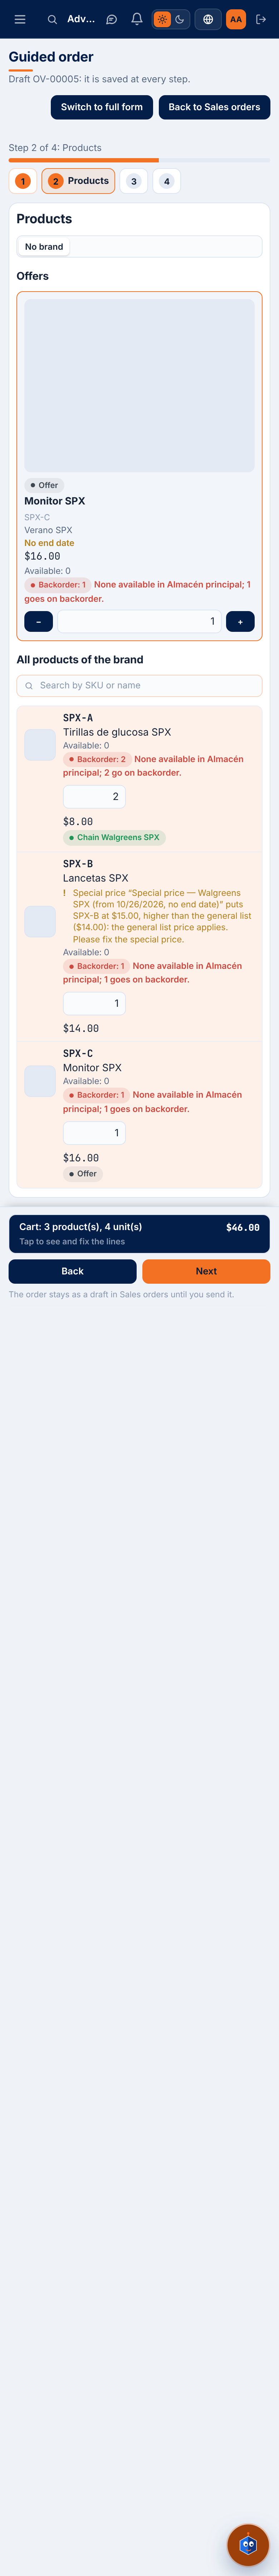 Adv...
AA
Guided order
Draft OV-00005: it is saved at every step.
Switch to full form
Back to Sales orders
Step 2 of 4: Products
1
2 Products
3
4
Products
No brand
Offers
Offer
Monitor SPX
SPX-C
Verano SPX
No end date
$16.00
Available: 0
Backorder: 1 None available in Almacén principal; 1
goes on backorder.
−
1
+
All products of the brand
Search by SKU or name
SPX-A
Tirillas de glucosa SPX
Available: 0
Backorder: 2 None available in Almacén
principal; 2 go on backorder.
2
$8.00
Chain Walgreens SPX
SPX-B
Lancetas SPX
! Special price “Special price — Walgreens
SPX (from 10/26/2026, no end date)” puts
SPX-B at $15.00, higher than the general list
($14.00): the general list price applies.
Please fix the special price.
Available: 0
Backorder: 1 None available in Almacén
principal; 1 goes on backorder.
1
$14.00
SPX-C
Monitor SPX
Available: 0
Backorder: 1 None available in Almacén
principal; 1 goes on backorder.
1
$16.00
Offer
Cart: 3 product(s), 4 unit(s)
$46.00
Tap to see and fix the lines
Back
Next
The order stays as a draft in Sales orders until you send it.